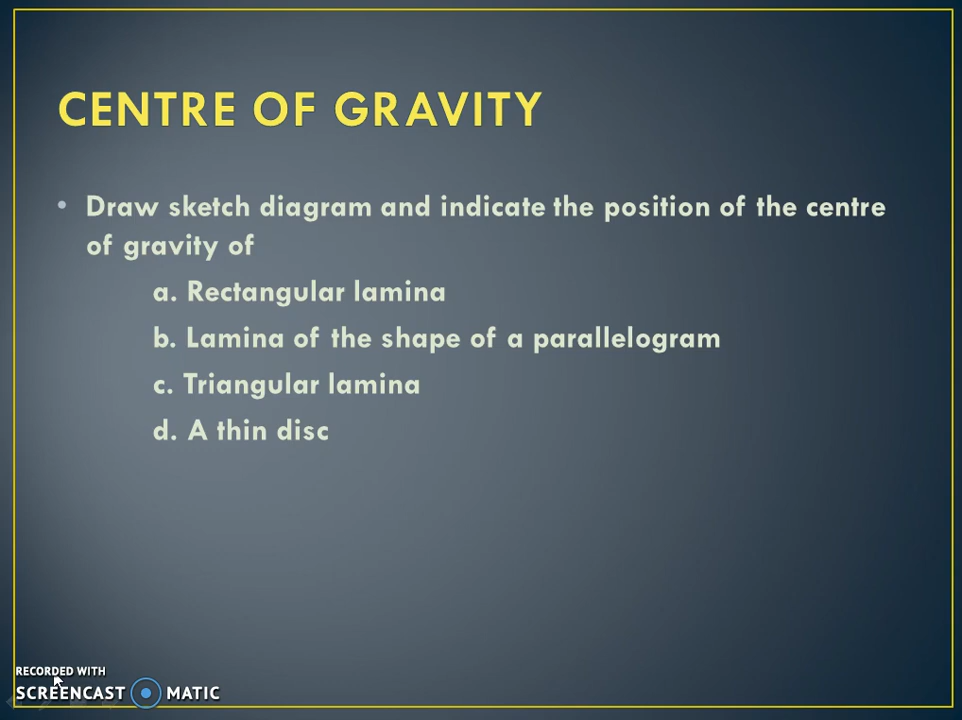 CENTRE OF GRAVITY
• Draw sketch diagram and indicate the position of the centre
of gravity of
a. Rectangular lamina
b. Lamina of the shape of a parallelogram
c. Triangular lamina
d. A thin disc
RECORDED WITH
SCREENCAST MATIC